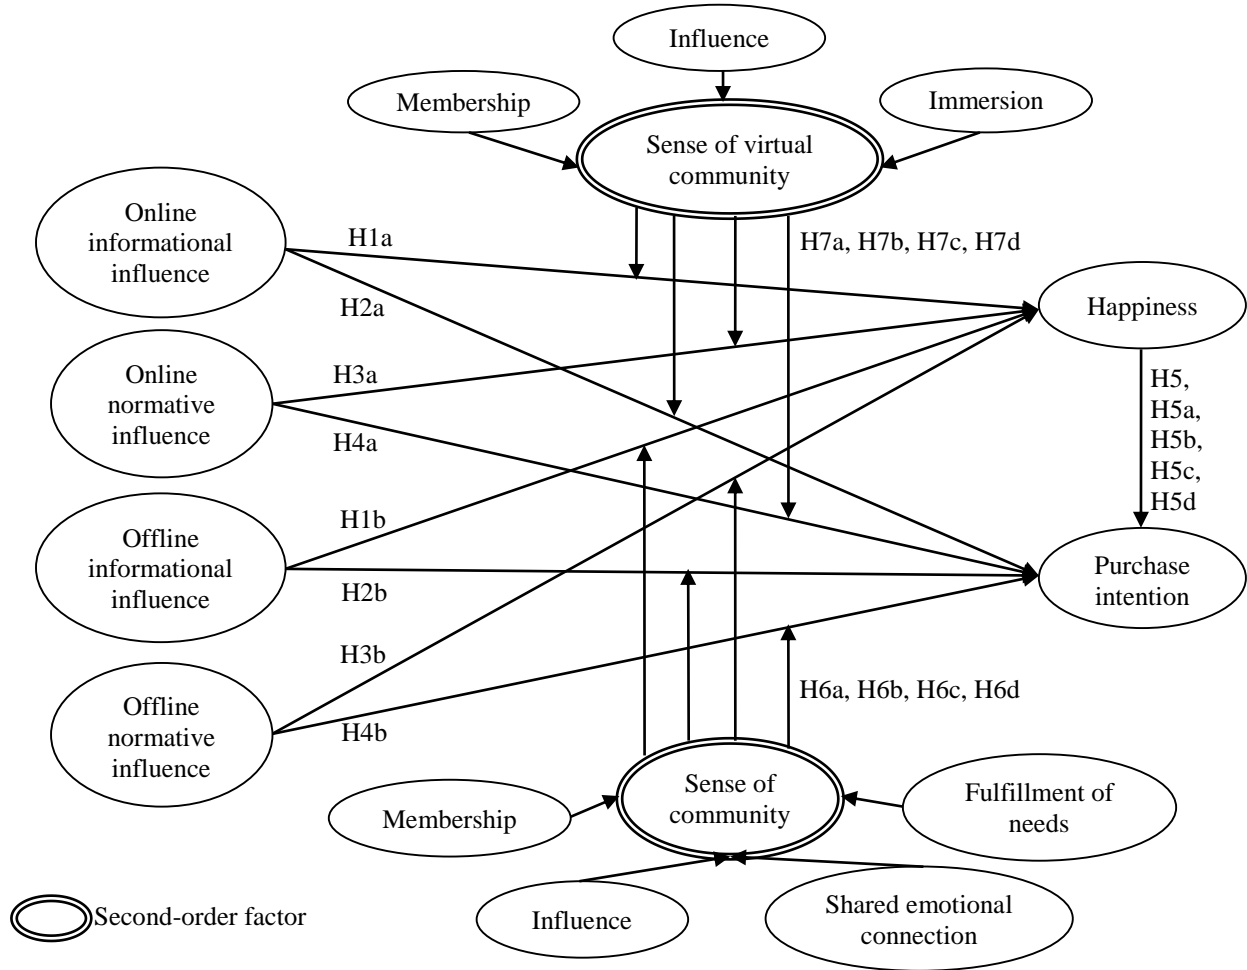 Influence
Membership
Immersion
Sense of virtual
community
Online
informational
influence
H1a
H7a, H7b, H7c, H7d
H2a
Happiness
Online
normative
influence
H3a
H4a
H5,
H5a,
H5b,
H5c,
H5d
Offline
informational
influence
H1b
H2b
Purchase
intention
H3b
Offline
normative
influence
H4b
H6a, H6b, H6c, H6d
Sense of
community
Membership
Fulfillment of
needs
Influence
Shared emotional
connection
Second-order factor